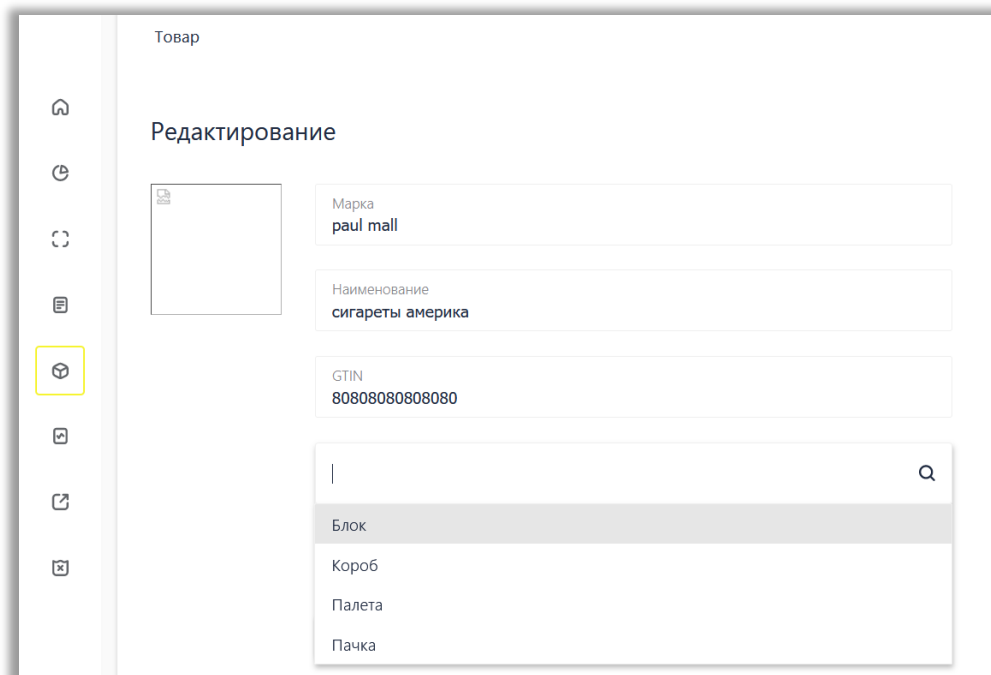 Товар
Редактирование
Марка
paul mall
Наименование
сигареты америка
GTIN
80808080808080
Блок
Короб
Палета
Пачка